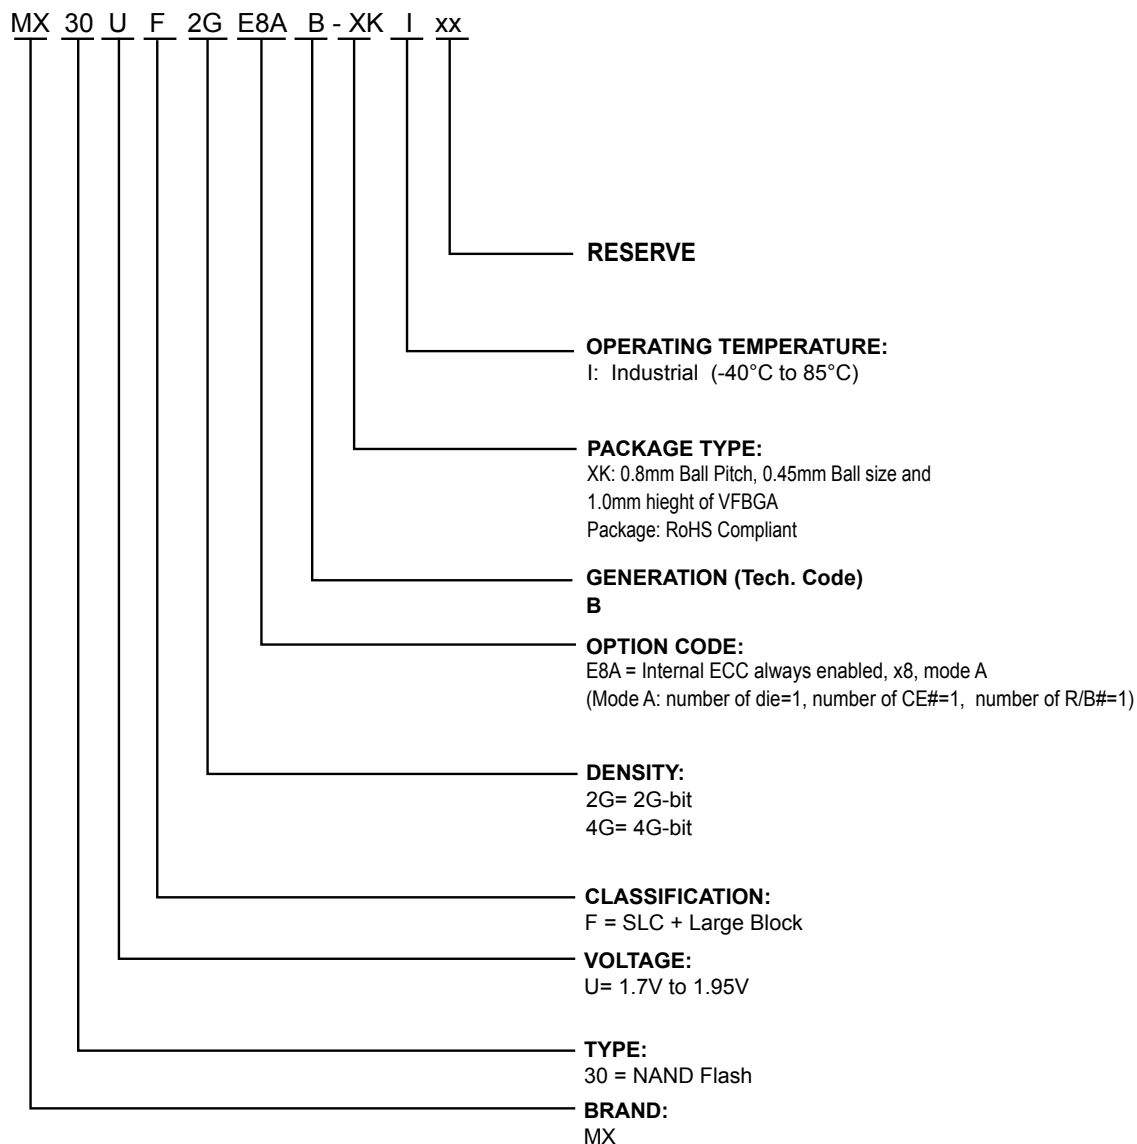 MX 30 U F 2G E8A B - XK I xx
RESERVE
OPERATING TEMPERATURE:
I: Industrial (-40°C to 85°C)
PACKAGE TYPE:
XK: 0.8mm Ball Pitch, 0.45mm Ball size and
1.0mm hieght of VFBGA
Package: RoHS Compliant
GENERATION (Tech. Code)
B
OPTION CODE:
E8A = Internal ECC always enabled, x8, mode A
(Mode A: number of die=1, number of CE#=1, number of R/B#=1)
DENSITY:
2G= 2G-bit
4G= 4G-bit
CLASSIFICATION:
F = SLC + Large Block
VOLTAGE:
U= 1.7V to 1.95V
TYPE:
30 = NAND Flash
BRAND:
MX